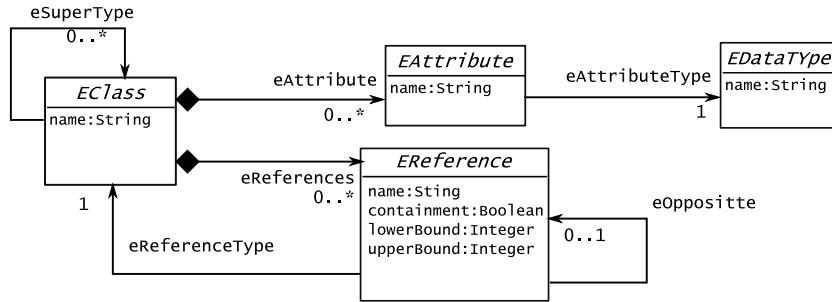 eSuperType
0..*
EClass
name:String
eAttribute
0..*
EAttribute
name:String
eAttributeType
1
EDataTYpe
name:String
eReferences
0..*
EReference
name:Sting
containment:Boolean
lowerBound:Integer
upperBound:Integer
eOppositte
0..1
1
eReferenceType